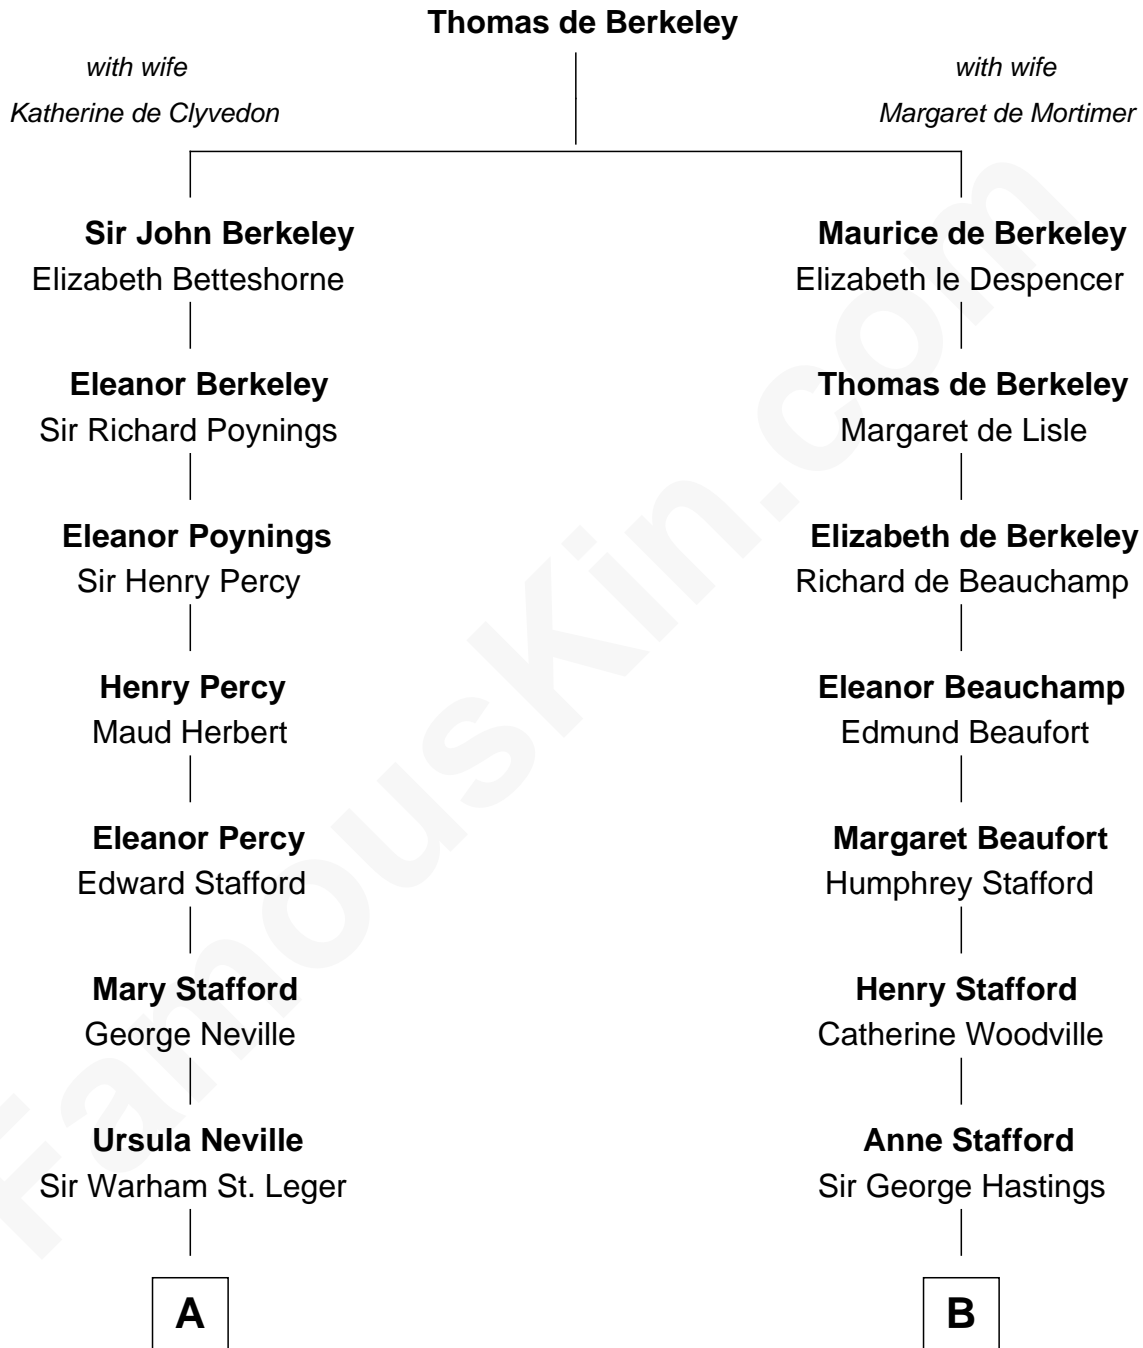 Thomas de Berkeley
with wife
Katherine de Clyvedon
with wife
Margaret de Mortimer
Sir John Berkeley
Elizabeth Betteshorne
Maurice de Berkeley
Elizabeth le Despencer
Eleanor Berkeley
Sir Richard Poynings
Thomas de Berkeley
Margaret de Lisle
Eleanor Poynings
Sir Henry Percy
Elizabeth de Berkeley
Richard de Beauchamp
Henry Percy
Maud Herbert
Eleanor Beauchamp
Edmund Beaufort
Eleanor Percy
Edward Stafford
Margaret Beaufort
Humphrey Stafford
Mary Stafford
George Neville
Henry Stafford
Catherine Woodville
Ursula Neville
Sir Warham St. Leger
Anne Stafford
Sir George Hastings
A
B
FamousKin.com